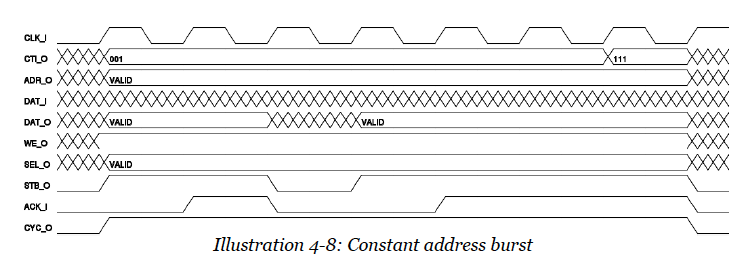 CLK_I
CTI_O 001 111
ADR_O VALID
DAT_I
DAT_O VALID VALID
WE_O
SEL_O VALID
STB_O
ACK_I
CYC_O
Illustration 4-8: Constant address burst